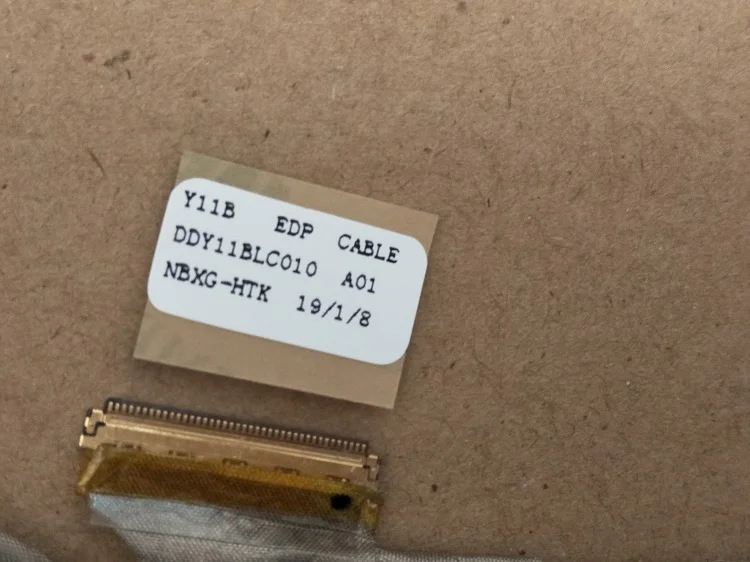 Y11B EDP CABLE
DDY11BLC010 A01
NBXG-HTK 19/1/8